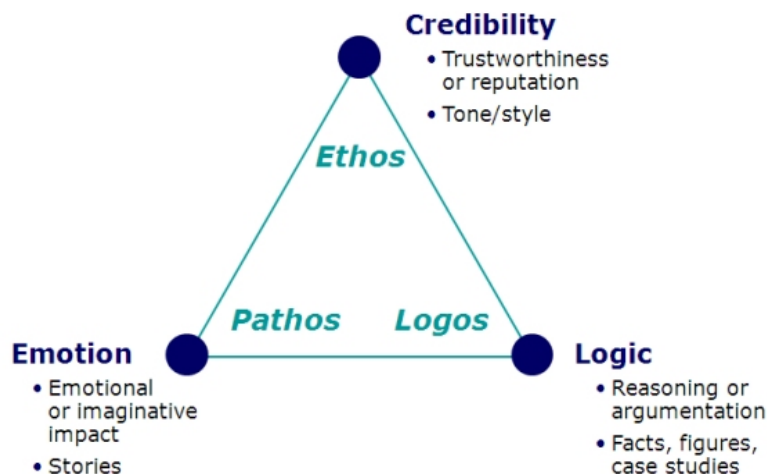 Credibility
• Trustworthiness
or reputation
• Tone/style
Ethos
Pathos
Logos
Emotion
• Emotional
or imaginative
impact
• Stories
Logic
• Reasoning or
argumentation
• Facts, figures,
case studies